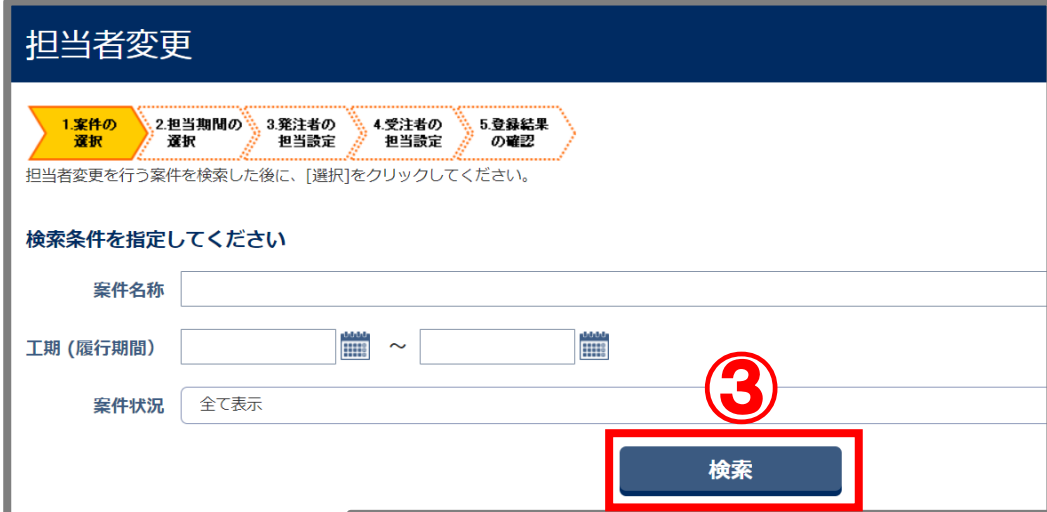 担当者変更
1.案件の
選択
2.担当期間の
選択
3.発注者の
担当設定
4.受注者の
担当設定
5.登録結果
の確認
担当者変更を行う案件を検索した後に、[選択]をクリックしてください。
検索条件を指定してください
案件名称
工期 (履行期間)
～
案件状況
全て表示
③
検索